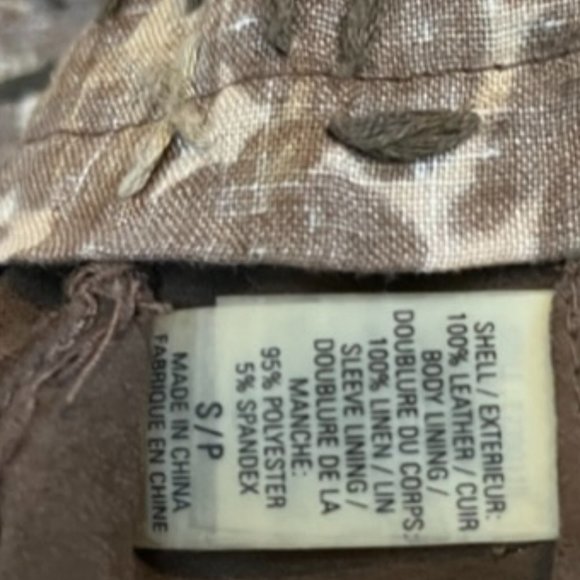 SHELL / EXTERIEUR:
100% LEATHER / CUIR
BODY LINING /
DOUBLURE DU CORPS:
100% LINEN / LIN
SLEEVE LINING /
DOUBLURE DE LA
MANCHE:
95% POLYESTER
5% SPANDEX
S/P
MADE IN CHINA
FABRIQUE EN CHINE